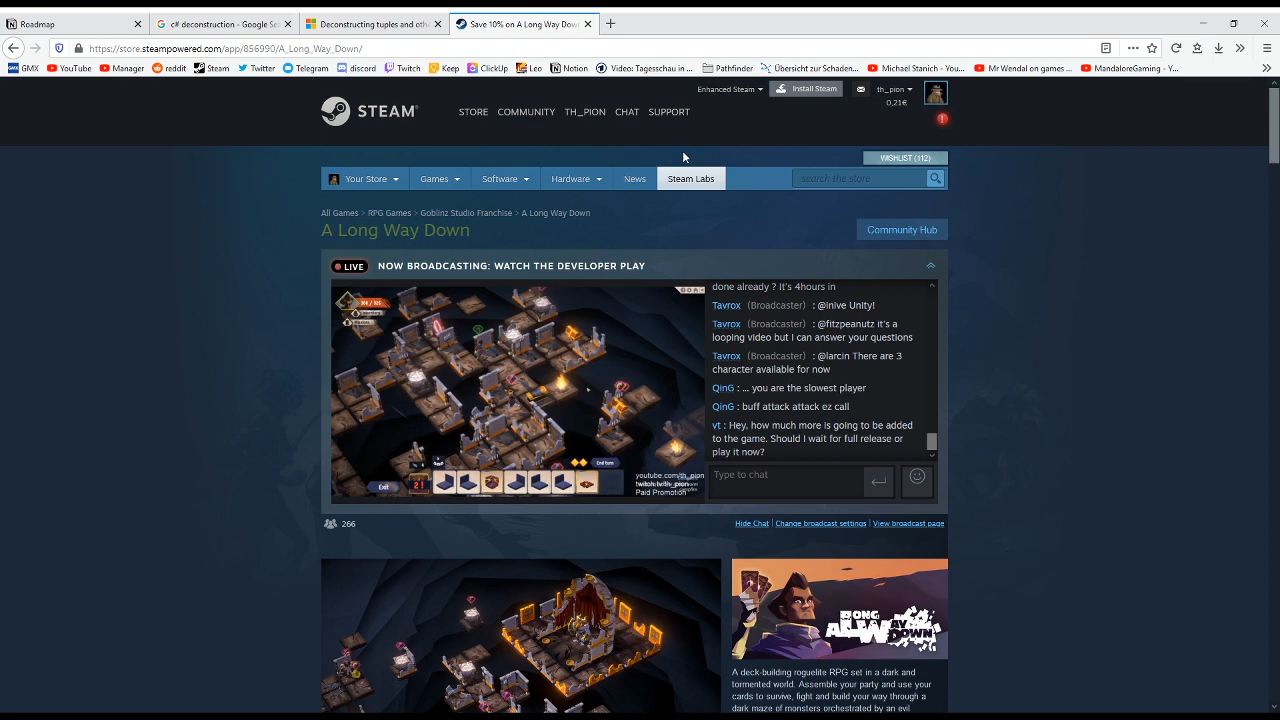 Roadmap
c# deconstruction - Google Sea
Deconstructing tuples and othe
Save 10% on A Long Way Down
https://store.steampowered.com/app/856990/A_Long_Way_Down/
GMX
YouTube
Manager
reddit
Steam
Twitter
Telegram
discord
Twitch
Keep
ClickUp
Leo
Notion
Video: Tagesschau in ...
Pathfinder
Übersicht zur Schaden...
Michael Stanich - You...
Mr Wendal on games ...
MandaloreGaming - Y...
STEAM
STORE COMMUNITY TH_PION CHAT SUPPORT
Enhanced Steam
Install Steam
th_pion
0,21€
WISHLIST (112)
Your Store
Games
Software
Hardware
News
Steam Labs
search the store
All Games > RPG Games > Goblinz Studio Franchise > A Long Way Down
A Long Way Down
Community Hub
LIVE
NOW BROADCASTING: WATCH THE DEVELOPER PLAY
done already ? It's 4hours in
Tavrox (Broadcaster) : @inive Unity!
Tavrox (Broadcaster) : @fitzpeanutz it's a
looping video but I can answer your questions
Tavrox (Broadcaster) : @larcin There are 3
character available for now
QinG : ... you are the slowest player
QinG : buff attack attack ez call
vt : Hey, how much more is going to be added
to the game. Should I wait for full release or
play it now?
Type to chat
Exit
21
End turn
youtube.com/th_pion
twitch.tv/th_pion
Paid Promotion
266
Hide Chat | Change broadcast settings | View broadcast page
A LONG WAY DOWN
A deck-building roguelite RPG set in a dark and
tormented world. Assemble your party and use your
cards to survive, fight and build your way through a
dark maze of monsters orchestrated by an evil